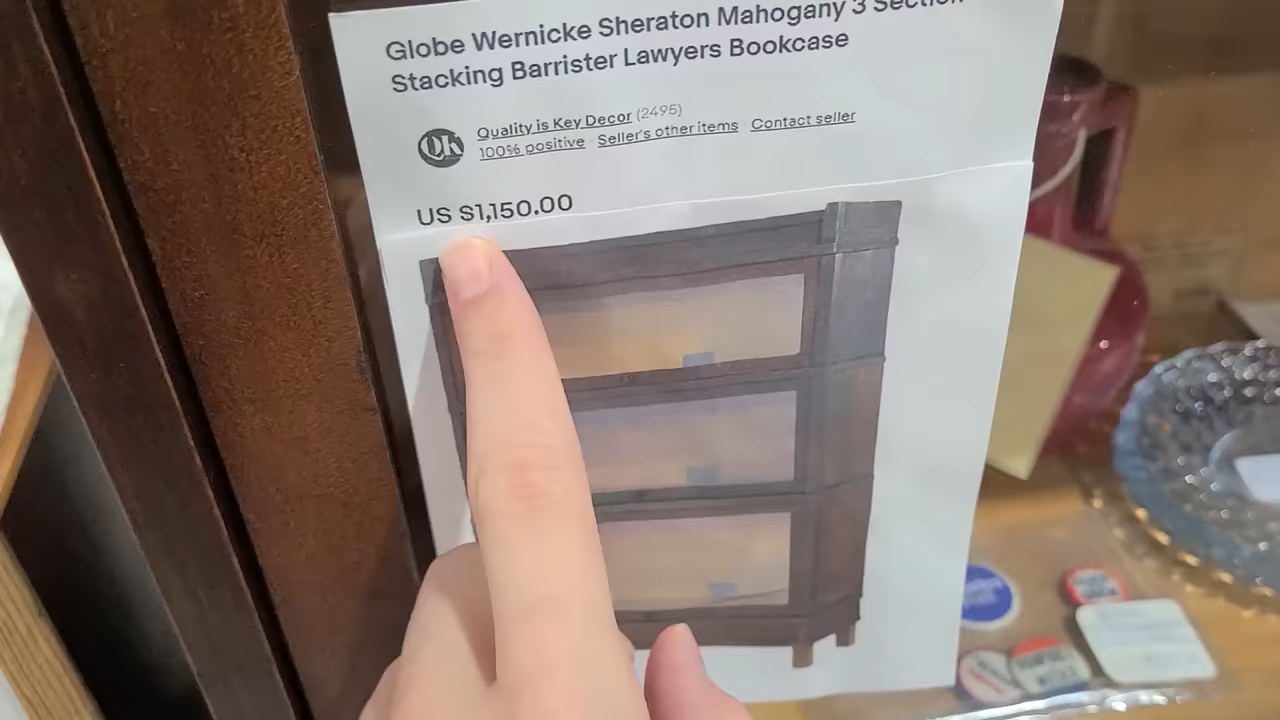 Globe Wernicke Sheraton Mahogany 3 Section
Stacking Barrister Lawyers Bookcase
Quality is Key Decor (2495)
100% positive Seller's other items Contact seller
QK
US $1,150.00